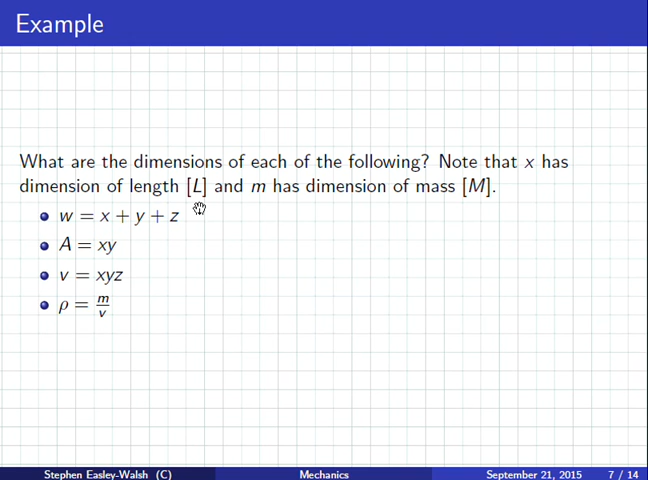 Example
What are the dimensions of each of the following? Note that x has
dimension of length [L] and m has dimension of mass [M].
w = x + y + z
A = xy
v = xyz
ρ = m/v
Stephen Easley-Walsh (C) Mechanics September 21, 2015 7 / 14